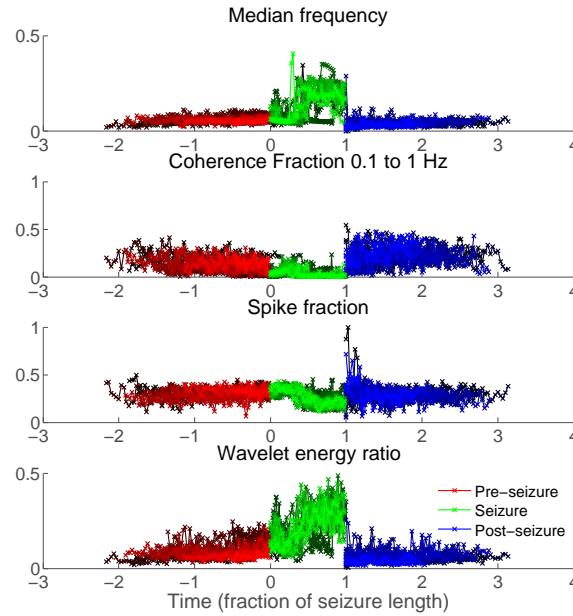 Median frequency
0.5
0
−3 −2 −1 0 1 2 3 4
Coherence Fraction 0.1 to 1 Hz
1
0.5
0
−3 −2 −1 0 1 2 3 4
Spike fraction
1
0.5
0
−3 −2 −1 0 1 2 3 4
Wavelet energy ratio
0.5
Pre−seizure
Seizure
Post−seizure
0
−3 −2 −1 0 1 2 3 4
Time (fraction of seizure length)